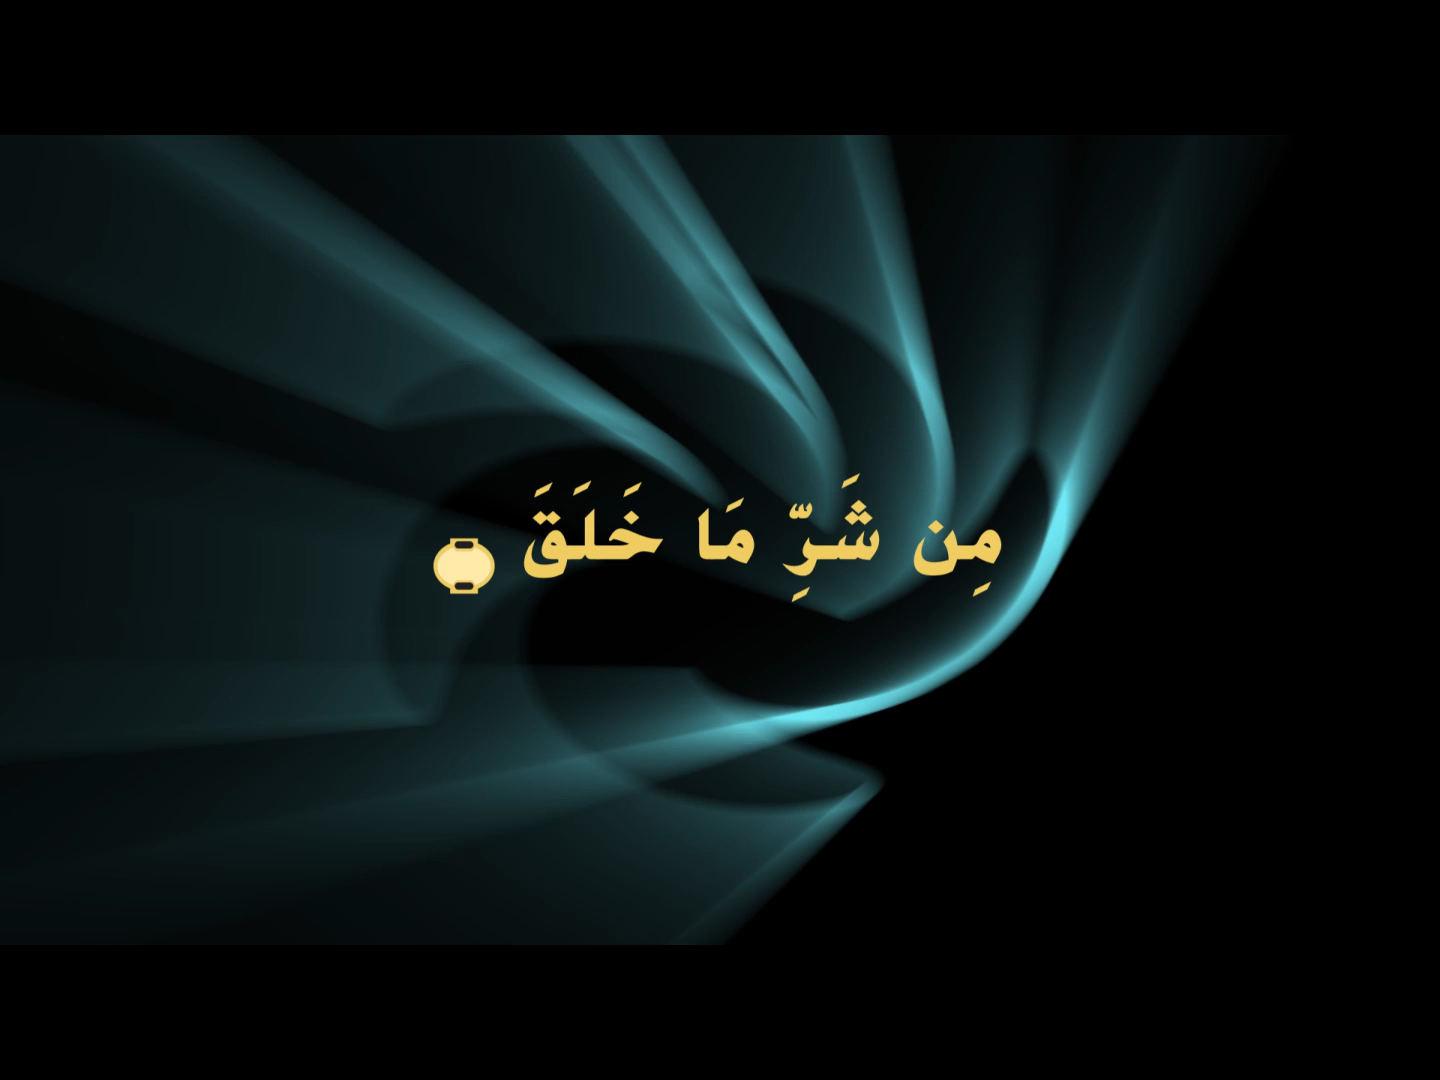 مِن شَرِّ مَا خَلَقَ